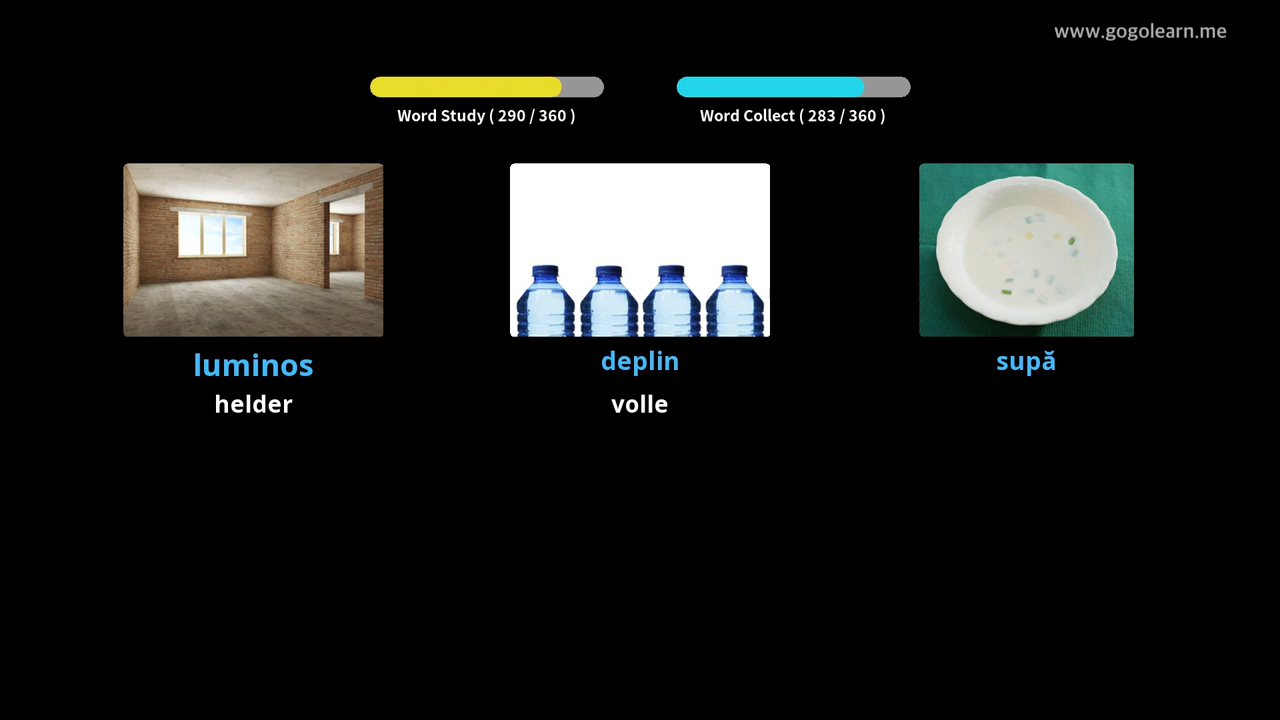 www.gogolearn.me
Word Study ( 290 / 360 )
Word Collect ( 283 / 360 )
luminos
helder
deplin
volle
supă